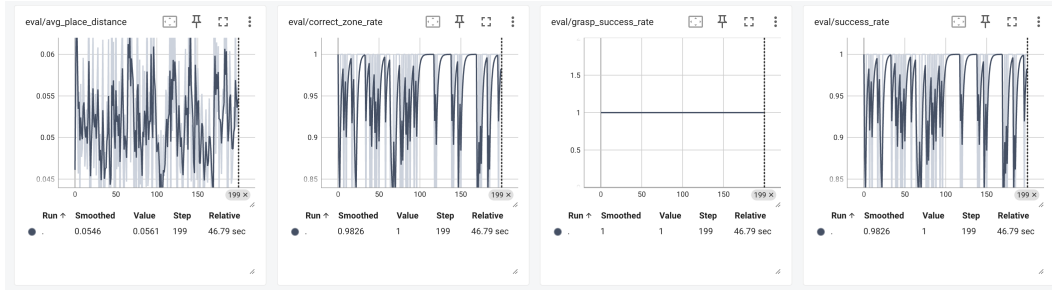 eval/avg_place_distance
0.06
0.055
0.05
0.045
0 50 100 150 199 ×
Run ↑ Smoothed Value Step Relative
. 0.0546 0.0561 199 46.79 sec
eval/correct_zone_rate
1
0.95
0.9
0.85
0 50 100 150 199 ×
Run ↑ Smoothed Value Step Relative
. 0.9826 1 199 46.79 sec
eval/grasp_success_rate
1.5
1
0.5
0 50 100 150 199 ×
Run ↑ Smoothed Value Step Relative
. 1 1 199 46.79 sec
eval/success_rate
1
0.95
0.9
0.85
0 50 100 150 199 ×
Run ↑ Smoothed Value Step Relative
. 0.9826 1 199 46.79 sec